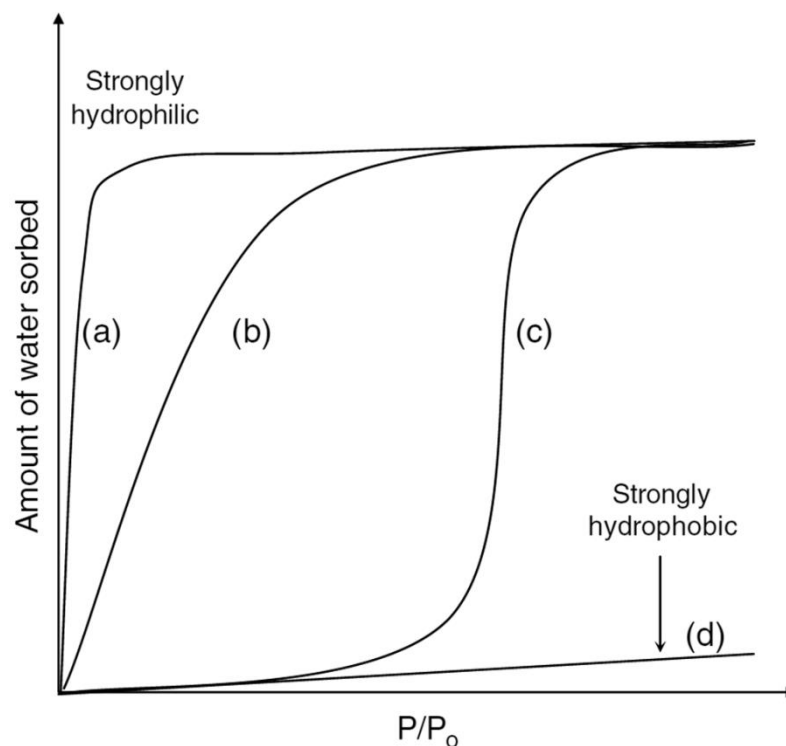 Strongly
hydrophilic
Amount of water sorbed
(a)
(b)
(c)
Strongly
hydrophobic
(d)
P/Po